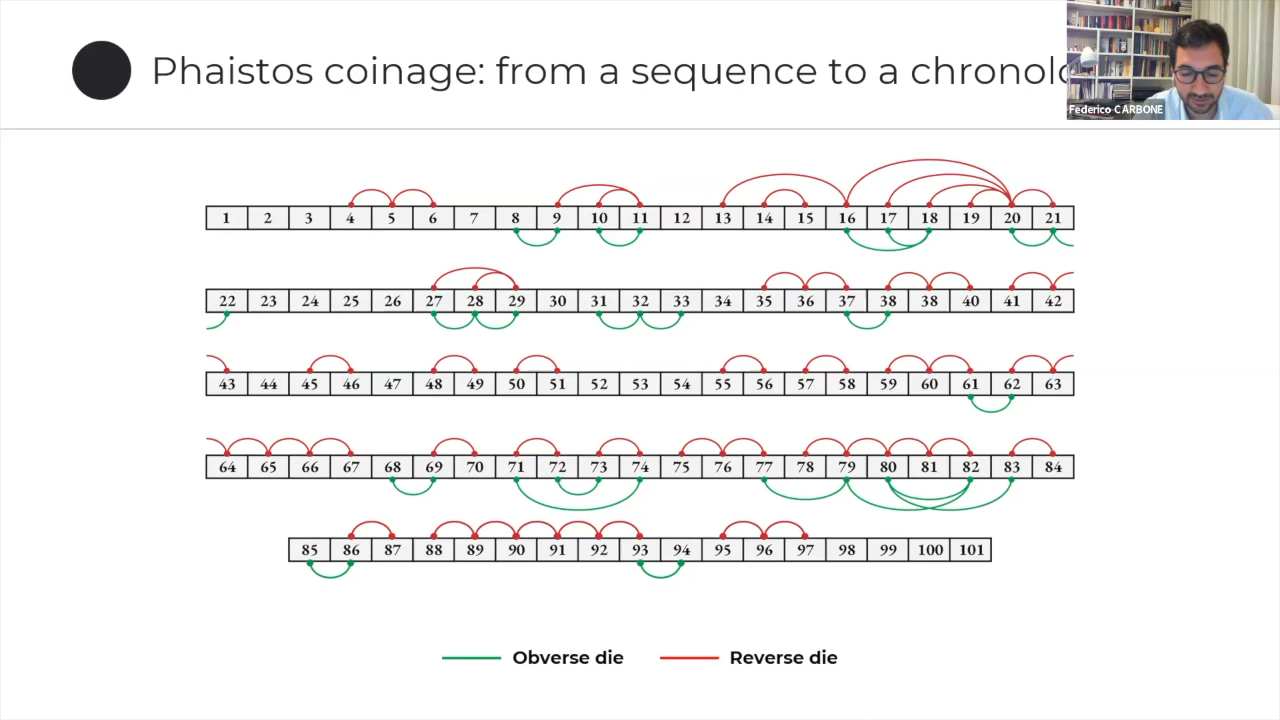 Phaistos coinage: from a sequence to a chronolo
Federico CARBONE
1 2 3 4 5 6 7 8 9 10 11 12 13 14 15 16 17 18 19 20 21
22 23 24 25 26 27 28 29 30 31 32 33 34 35 36 37 38 38 40 41 42
43 44 45 46 47 48 49 50 51 52 53 54 55 56 57 58 59 60 61 62 63
64 65 66 67 68 69 70 71 72 73 74 75 76 77 78 79 80 81 82 83 84
85 86 87 88 89 90 91 92 93 94 95 96 97 98 99 100 101
Obverse die Reverse die